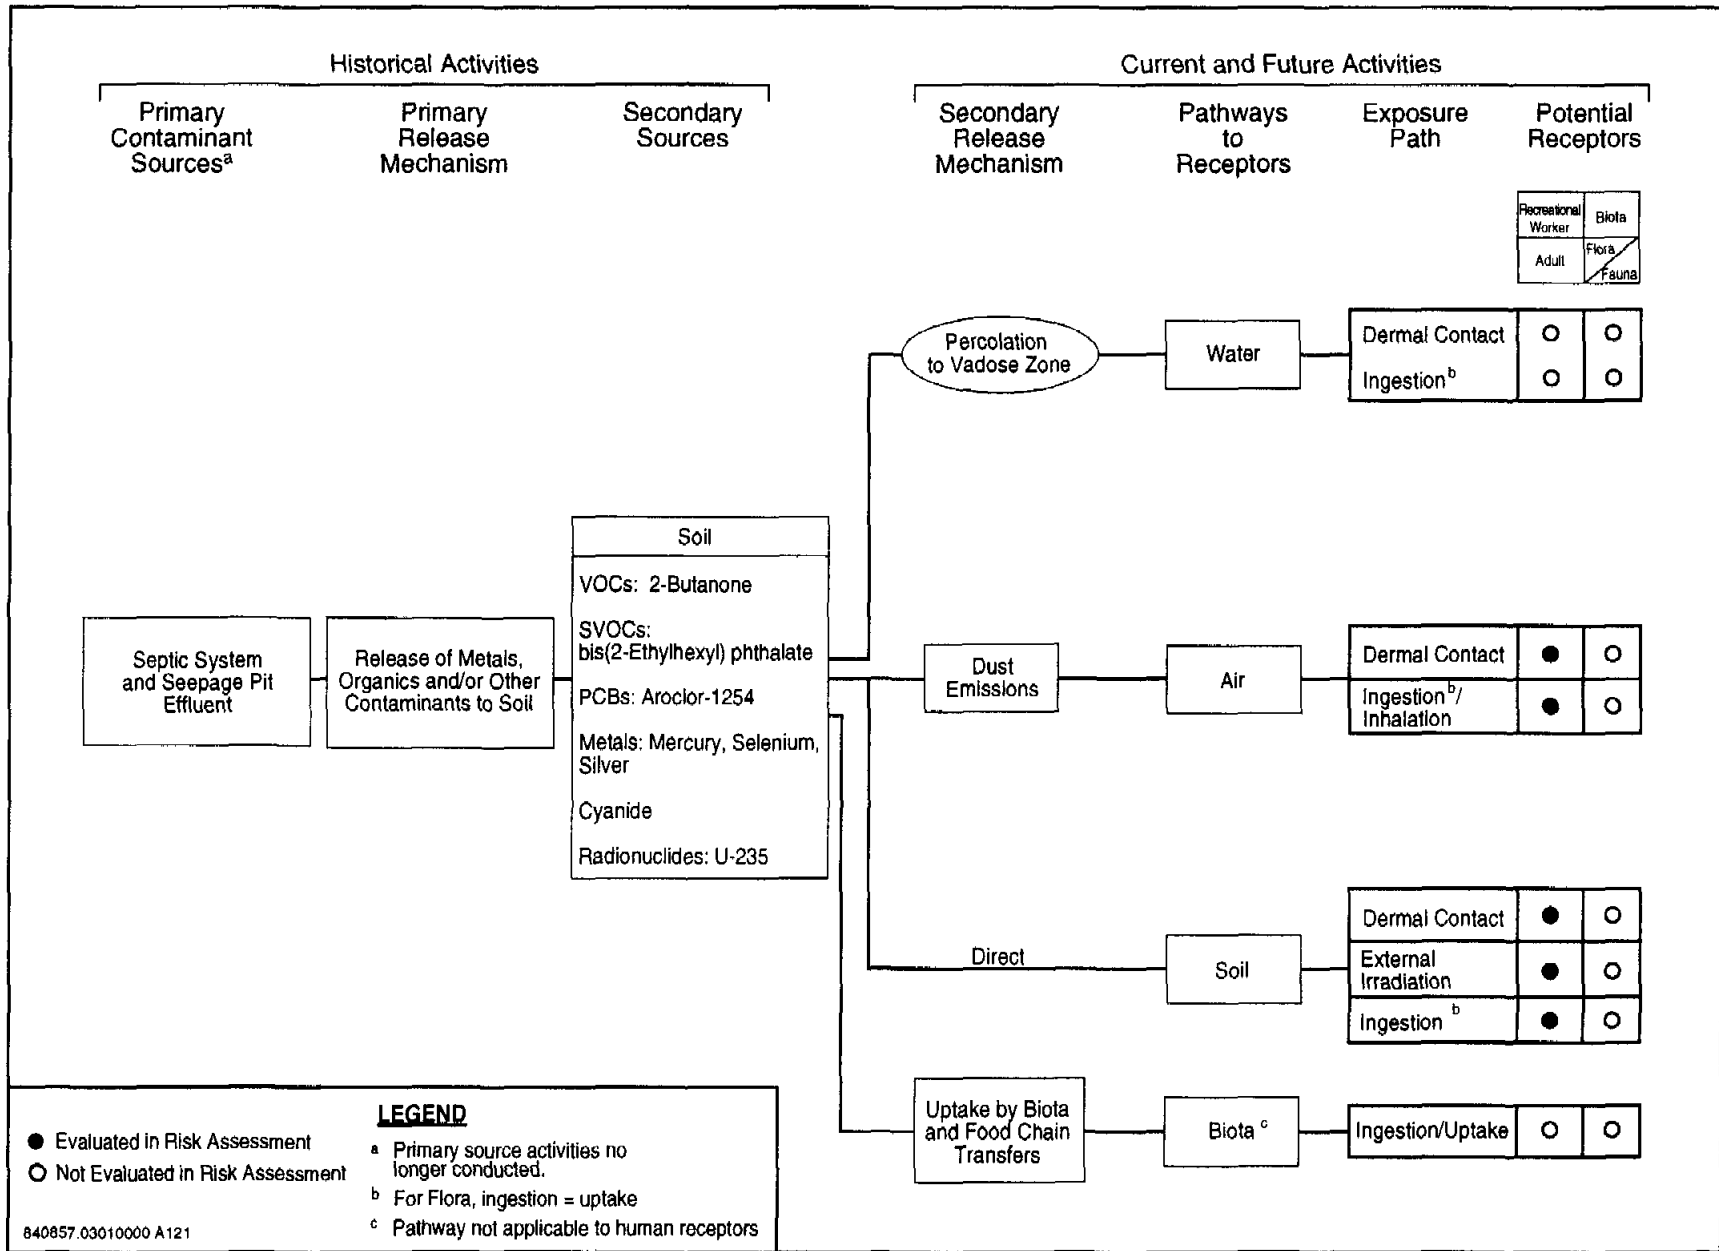 Historical Activities
Current and Future Activities
Primary
Contaminant
Sourcesᵃ
Primary
Release
Mechanism
Secondary
Sources
Secondary
Release
Mechanism
Pathways
to
Receptors
Exposure
Path
Potential
Receptors
Recreational
Worker
Biota
Adult
Flora
Fauna
Percolation
to Vadose Zone
Water
Dermal Contact
Ingestionᵇ
Soil
VOCs: 2-Butanone
SVOCs:
bis(2-Ethylhexyl) phthalate
PCBs: Aroclor-1254
Metals: Mercury, Selenium,
Silver
Cyanide
Radionuclides: U-235
Septic System
and Seepage Pit
Effluent
Release of Metals,
Organics and/or Other
Contaminants to Soil
Dust
Emissions
Air
Dermal Contact
Ingestionᵇ/
Inhalation
Direct
Soil
Dermal Contact
External
Irradiation
Ingestion ᵇ
Uptake by Biota
and Food Chain
Transfers
Biota ᶜ
Ingestion/Uptake
LEGEND
● Evaluated in Risk Assessment
O Not Evaluated in Risk Assessment
ᵃ Primary source activities no
longer conducted.
ᵇ For Flora, ingestion = uptake
ᶜ Pathway not applicable to human receptors
840857.03010000 A121